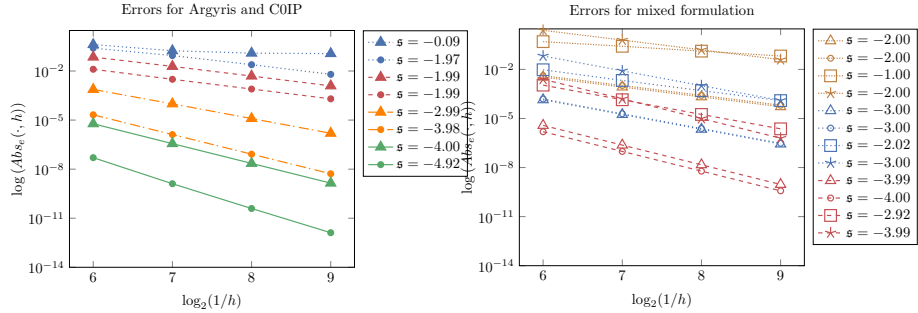 Errors for Argyris and C0IP
log (Abs_ε(·, h))
10^−2
10^−5
10^−8
10^−11
10^−14
6 7 8 9
log_2(1/h)
𝔰 = −0.09
𝔰 = −1.97
𝔰 = −1.99
𝔰 = −1.99
𝔰 = −2.99
𝔰 = −3.98
𝔰 = −4.00
𝔰 = −4.92
Errors for mixed formulation
log (Abs_ε(·, h))
10^−2
10^−5
10^−8
10^−11
10^−14
6 7 8 9
log_2(1/h)
𝔰 = −2.00
𝔰 = −2.00
𝔰 = −1.00
𝔰 = −2.00
𝔰 = −3.00
𝔰 = −3.00
𝔰 = −2.02
𝔰 = −3.00
𝔰 = −3.99
𝔰 = −4.00
𝔰 = −2.92
𝔰 = −3.99